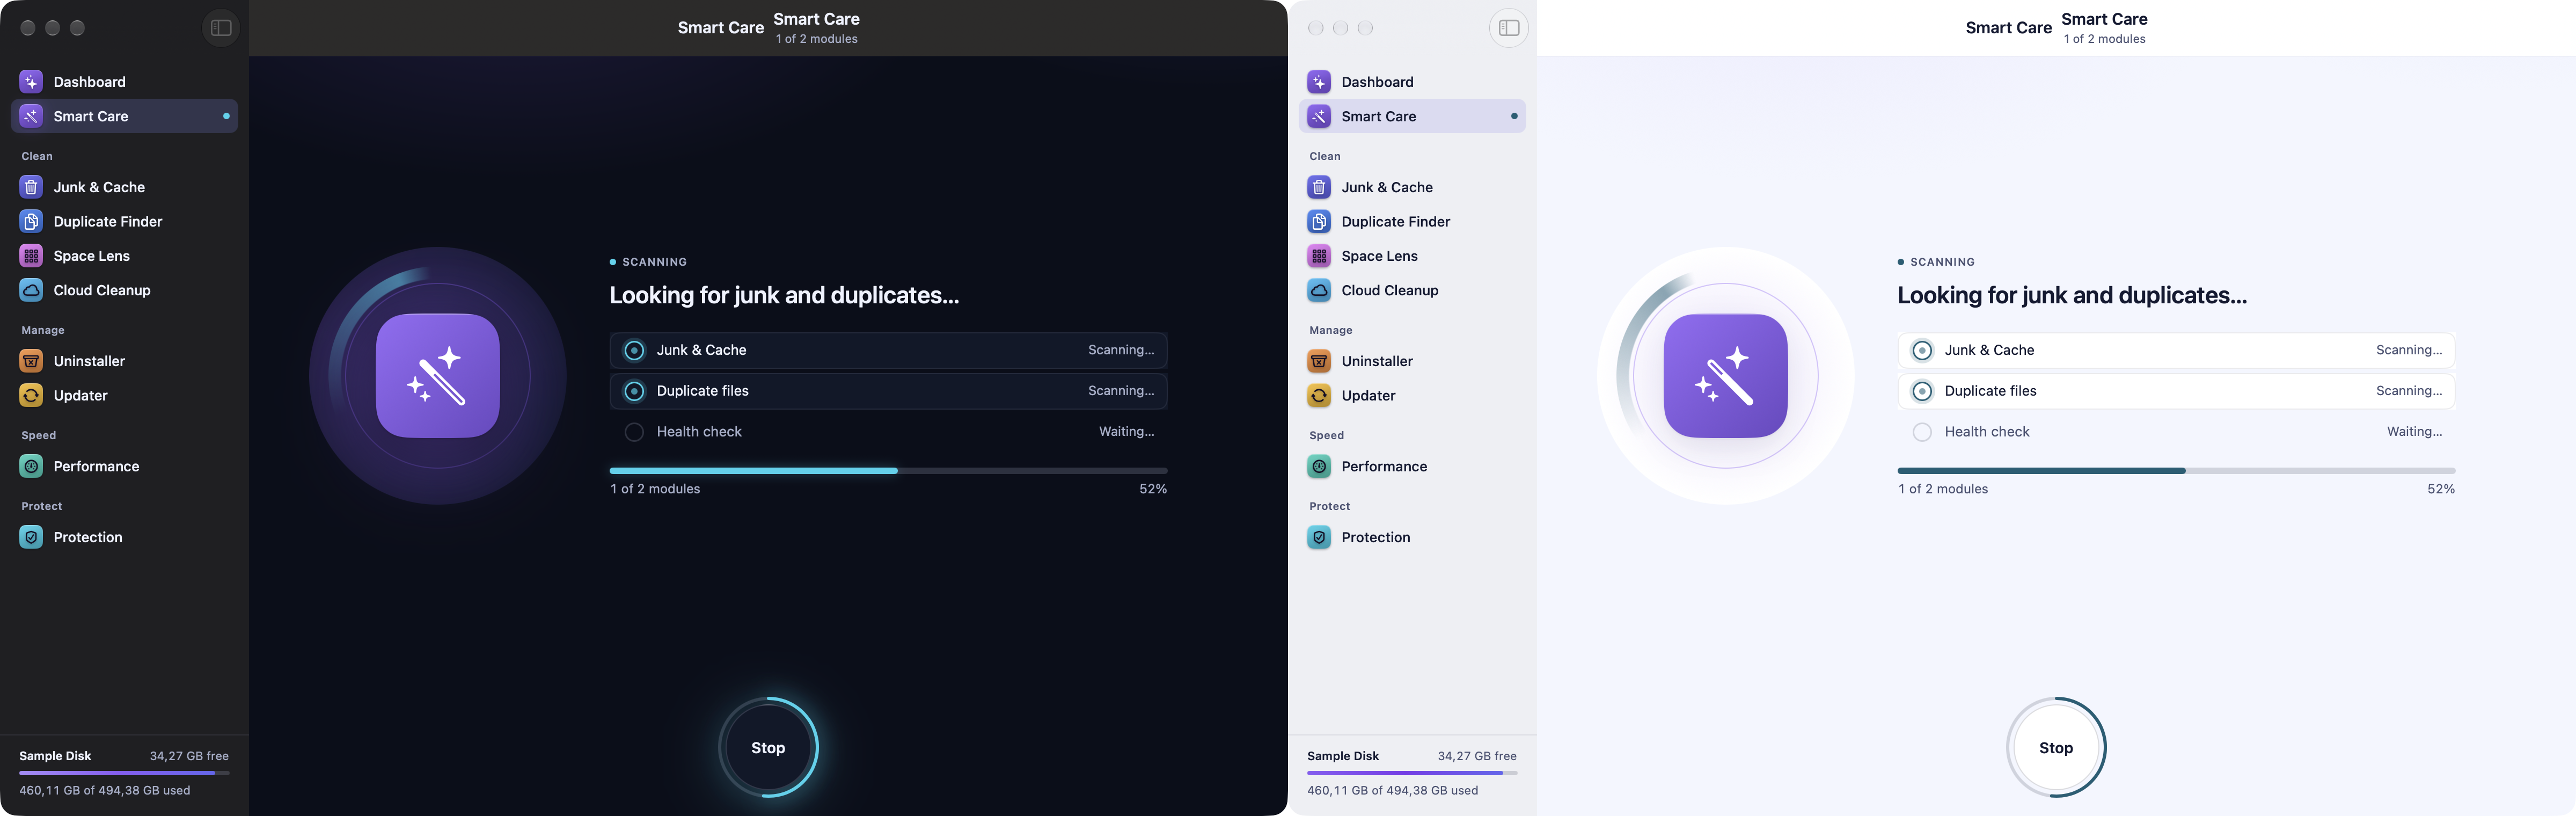 Smart Care
Smart Care
1 of 2 modules
Dashboard
Smart Care
Clean
Junk & Cache
Duplicate Finder
Space Lens
Cloud Cleanup
Manage
Uninstaller
Updater
Speed
Performance
Protect
Protection
Sample Disk 34,27 GB free
460,11 GB of 494,38 GB used
SCANNING
Looking for junk and duplicates...
Junk & Cache Scanning...
Duplicate files Scanning...
Health check Waiting...
1 of 2 modules 52%
Stop
Smart Care
Smart Care
1 of 2 modules
Dashboard
Smart Care
Clean
Junk & Cache
Duplicate Finder
Space Lens
Cloud Cleanup
Manage
Uninstaller
Updater
Speed
Performance
Protect
Protection
Sample Disk 34,27 GB free
460,11 GB of 494,38 GB used
SCANNING
Looking for junk and duplicates...
Junk & Cache Scanning...
Duplicate files Scanning...
Health check Waiting...
1 of 2 modules 52%
Stop